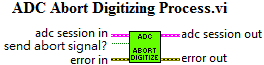 ADC Abort Digitizing Process.vi
adc session in
send abort signal?
error in
ADC
ABORT
DIGITIZE
adc session out
error out